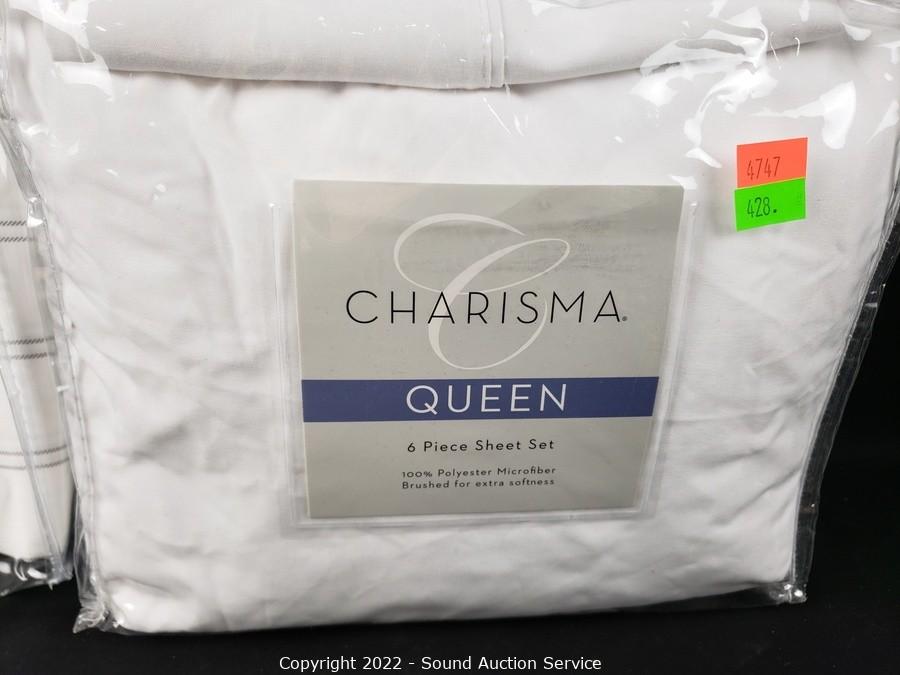 4747
428.
C
CHARISMA®
QUEEN
6 Piece Sheet Set
100% Polyester Microfiber
Brushed for extra softness
Copyright 2022 - Sound Auction Service